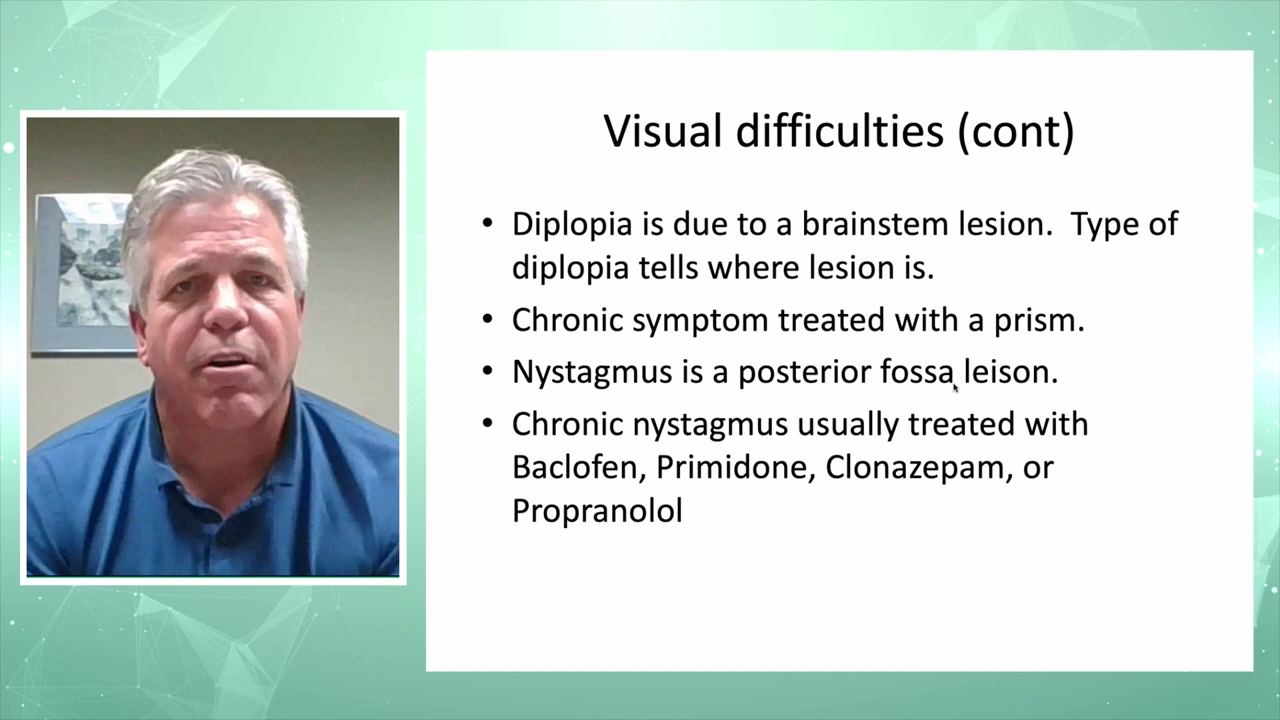 Visual difficulties (cont)
• Diplopia is due to a brainstem lesion.  Type of
diplopia tells where lesion is.
• Chronic symptom treated with a prism.
• Nystagmus is a posterior fossa leison.
• Chronic nystagmus usually treated with
Baclofen, Primidone, Clonazepam, or
Propranolol